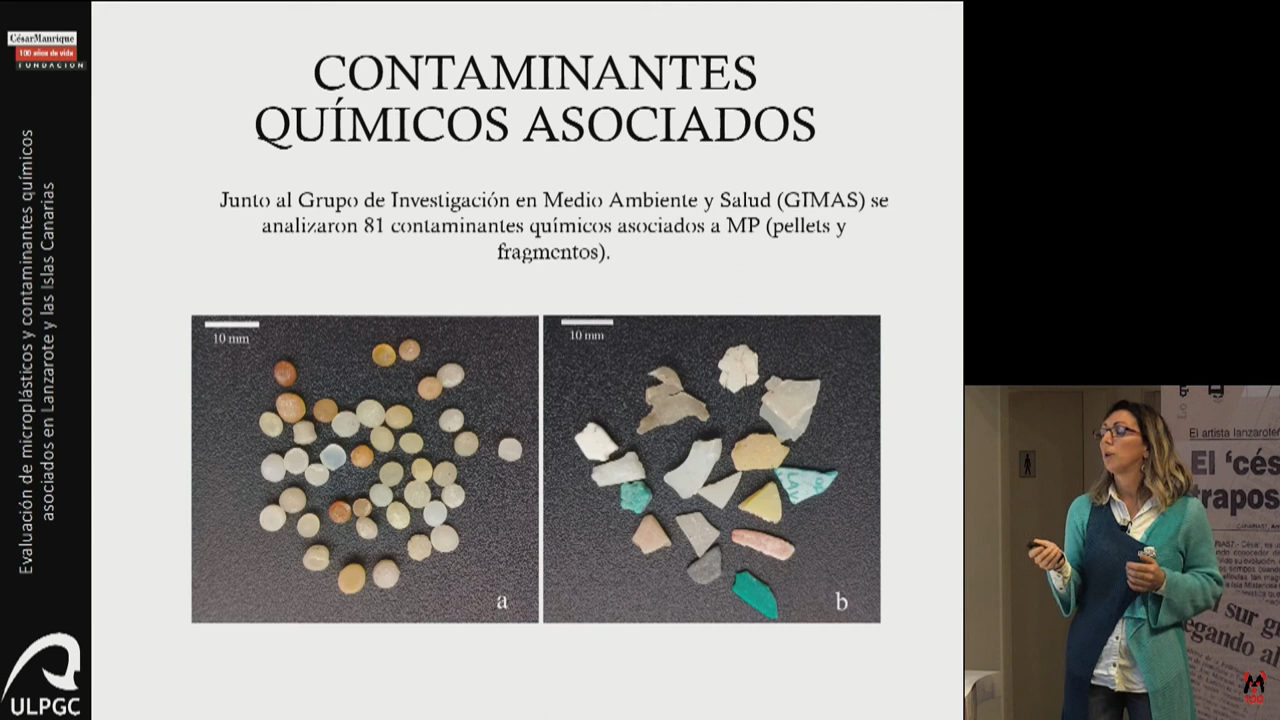 CésarManrique
100 años de vida
FUNDACIÓN
Evaluación de microplásticos y contaminantes químicos
asociados en Lanzarote y las Islas Canarias
ULPGC
CONTAMINANTES
QUÍMICOS ASOCIADOS
Junto al Grupo de Investigación en Medio Ambiente y Salud (GIMAS) se
analizaron 81 contaminantes químicos asociados a MP (pellets y
fragmentos).
10 mm
a
10 mm
b
El artista lanzaroteñ
El 'cés
trapos
sur g
egando al